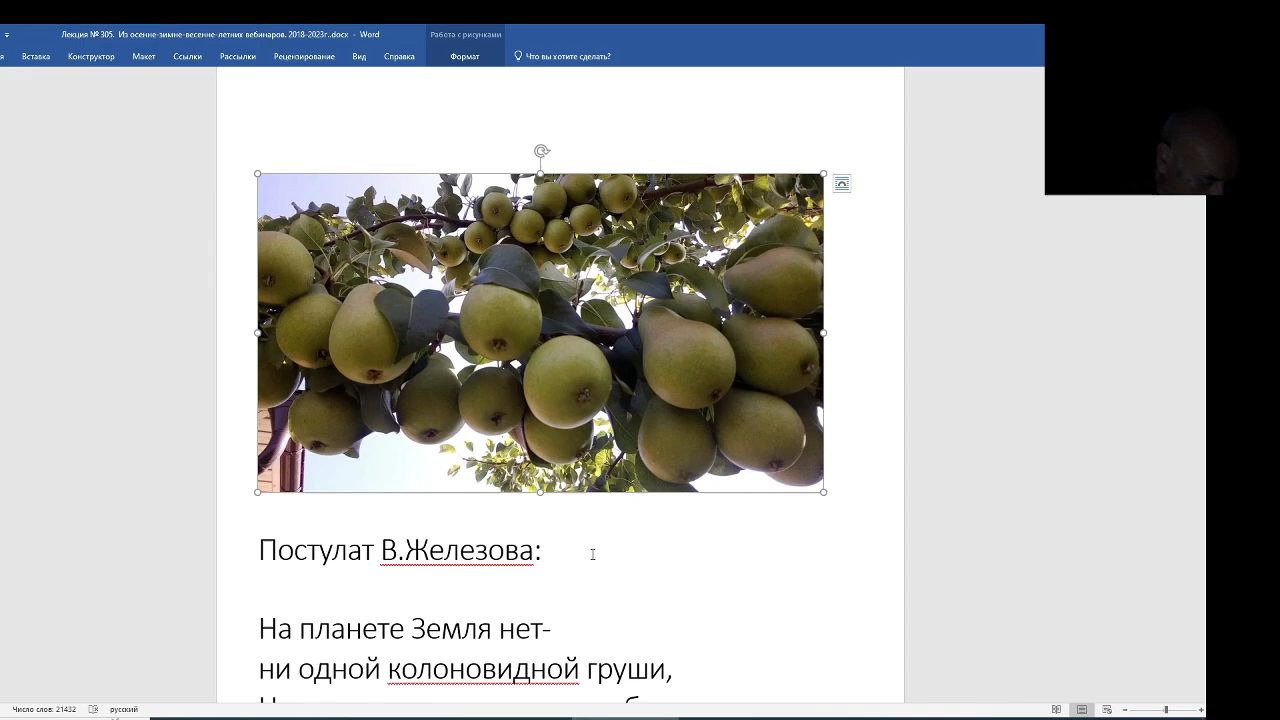 Лекция № 305. Из осенне-зимне-весенне-летних вебинаров. 2018-2023г..docx - Word
Работа с рисунками
я Вставка Конструктор Макет Ссылки Рассылки Рецензирование Вид Справка Формат Что вы хотите сделать?
Постулат В.Железова:
На планете Земля нет-
ни одной колоновидной груши,
Число слов: 21432 русский